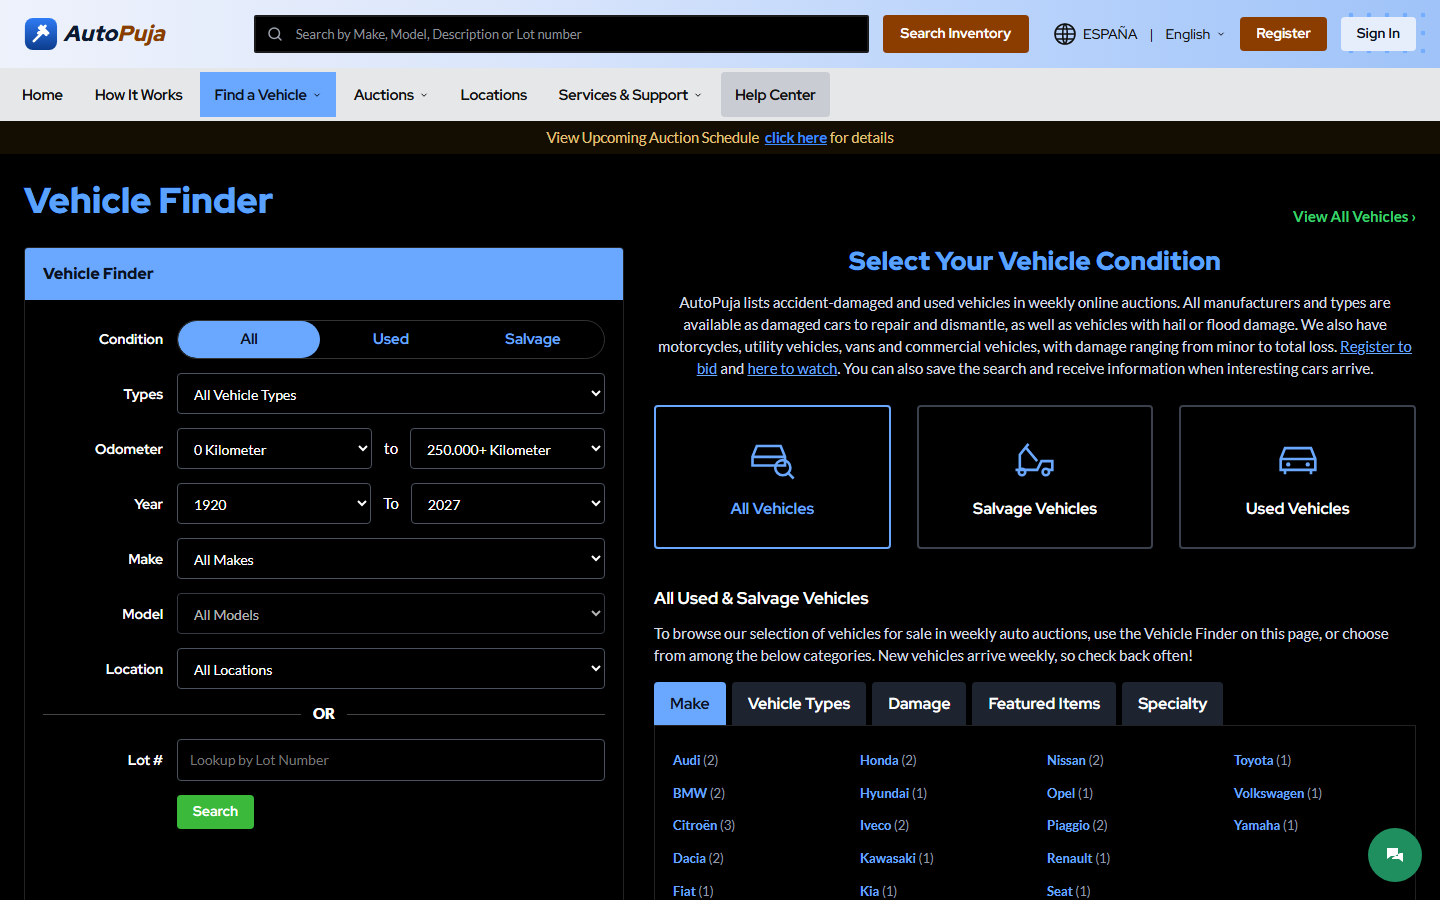 AutoPuja
Search by Make, Model, Description or Lot number
Search Inventory
ESPAÑA | English
Register
Sign In
Home
How It Works
Find a Vehicle
Auctions
Locations
Services & Support
Help Center
View Upcoming Auction Schedule click here for details
Vehicle Finder
View All Vehicles ›
Vehicle Finder
Condition
All
Used
Salvage
Types
All Vehicle Types
Odometer
0 Kilometer
to
250.000+ Kilometer
Year
1920
To
2027
Make
All Makes
Model
All Models
Location
All Locations
OR
Lot #
Lookup by Lot Number
Search
Select Your Vehicle Condition
AutoPuja lists accident-damaged and used vehicles in weekly online auctions. All manufacturers and types are
available as damaged cars to repair and dismantle, as well as vehicles with hail or flood damage. We also have
motorcycles, utility vehicles, vans and commercial vehicles, with damage ranging from minor to total loss. Register to
bid and here to watch. You can also save the search and receive information when interesting cars arrive.
All Vehicles
Salvage Vehicles
Used Vehicles
All Used & Salvage Vehicles
To browse our selection of vehicles for sale in weekly auto auctions, use the Vehicle Finder on this page, or choose
from among the below categories. New vehicles arrive weekly, so check back often!
Make
Vehicle Types
Damage
Featured Items
Specialty
Audi (2)
BMW (2)
Citroën (3)
Dacia (2)
Fiat (1)
Honda (2)
Hyundai (1)
Iveco (2)
Kawasaki (1)
Kia (1)
Nissan (2)
Opel (1)
Piaggio (2)
Renault (1)
Seat (1)
Toyota (1)
Volkswagen (1)
Yamaha (1)